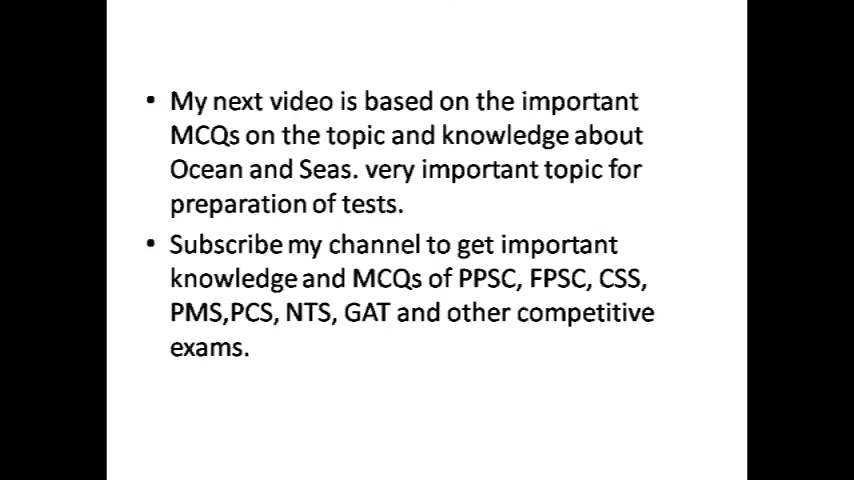 • My next video is based on the important
MCQs on the topic and knowledge about
Ocean and Seas. very important topic for
preparation of tests.
• Subscribe my channel to get important
knowledge and MCQs of PPSC, FPSC, CSS,
PMS,PCS, NTS, GAT and other competitive
exams.